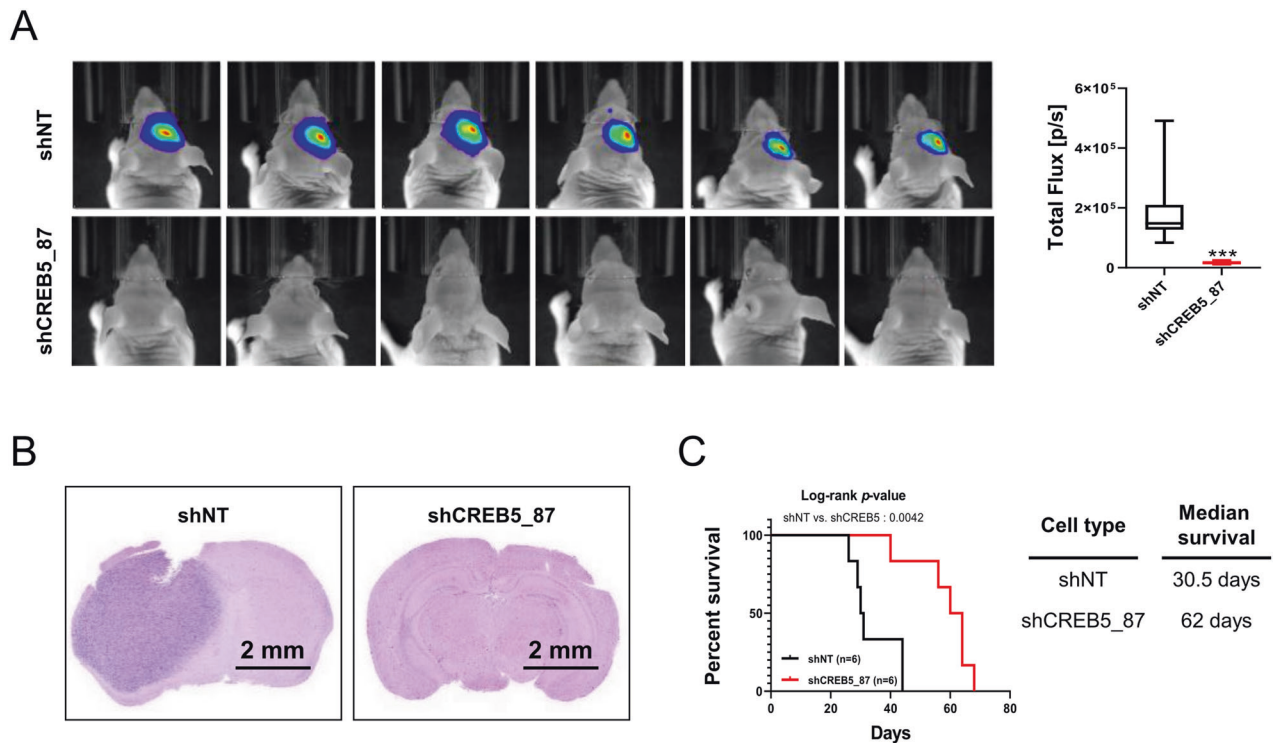 A
shNT
shCREB5_87
Total Flux [p/s]
6×10⁵
4×10⁵
2×10⁵
0
***
shNT
shCREB5_87
B
shNT
2 mm
shCREB5_87
2 mm
C
Log-rank p-value
shNT vs. shCREB5 : 0.0042
Percent survival
100
50
0
shNT (n=6)
shCREB5_87 (n=6)
0 20 40 60 80
Days
Cell type
Median
survival
shNT
30.5 days
shCREB5_87
62 days